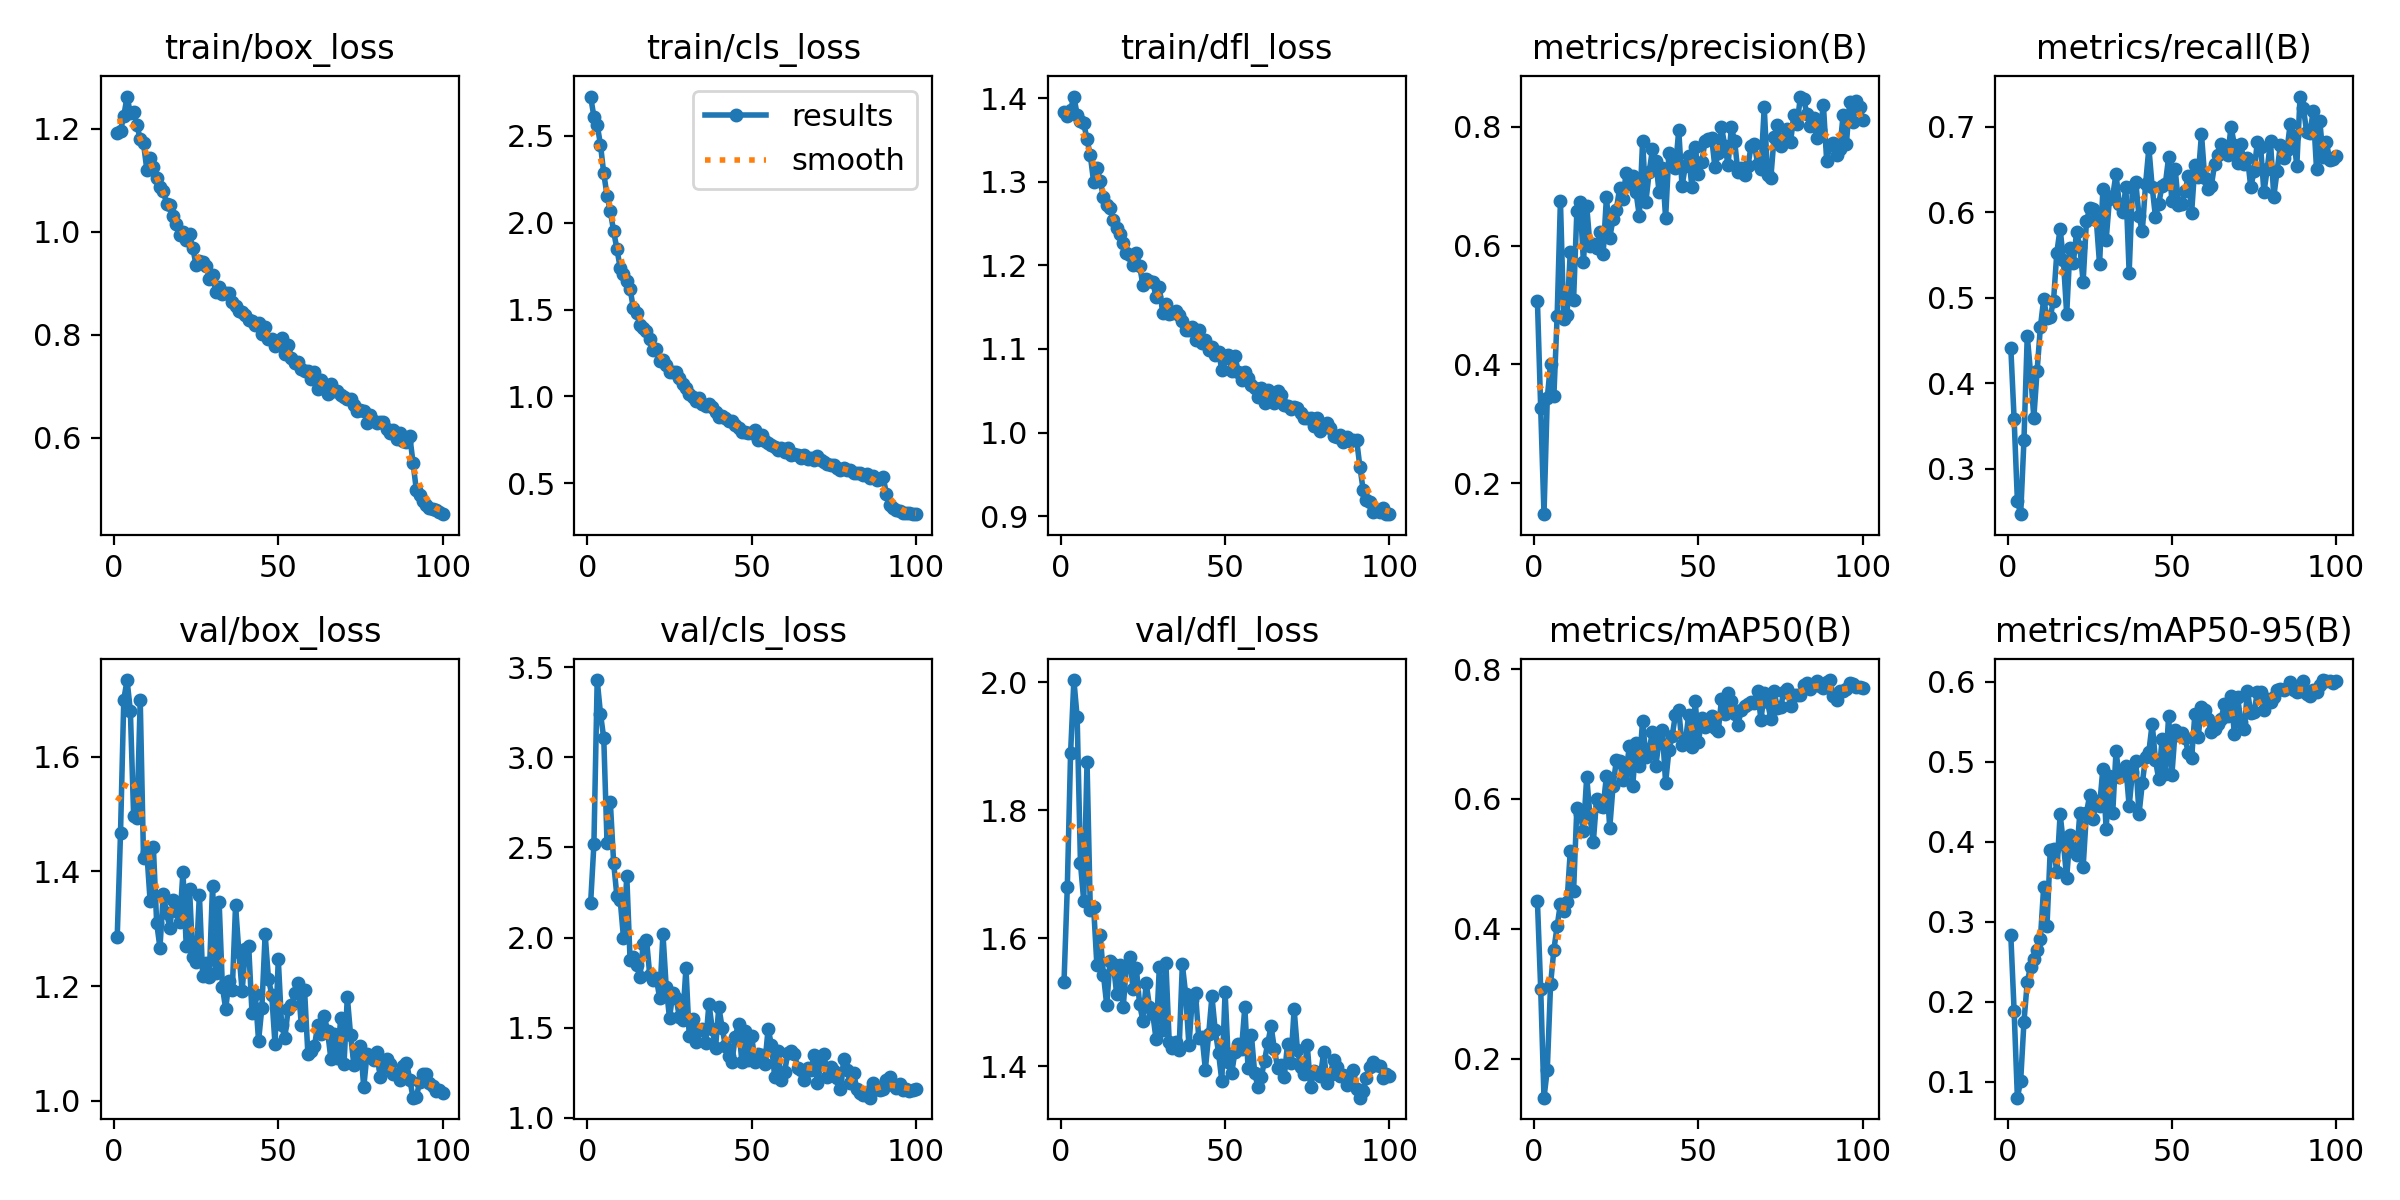 train/box_loss
1.2
1.0
0.8
0.6
0 50 100
train/cls_loss
results
smooth
2.5
2.0
1.5
1.0
0.5
0 50 100
train/dfl_loss
1.4
1.3
1.2
1.1
1.0
0.9
0 50 100
metrics/precision(B)
0.8
0.6
0.4
0.2
0 50 100
metrics/recall(B)
0.7
0.6
0.5
0.4
0.3
0 50 100
val/box_loss
1.6
1.4
1.2
1.0
0 50 100
val/cls_loss
3.5
3.0
2.5
2.0
1.5
1.0
0 50 100
val/dfl_loss
2.0
1.8
1.6
1.4
0 50 100
metrics/mAP50(B)
0.8
0.6
0.4
0.2
0 50 100
metrics/mAP50-95(B)
0.6
0.5
0.4
0.3
0.2
0.1
0 50 100